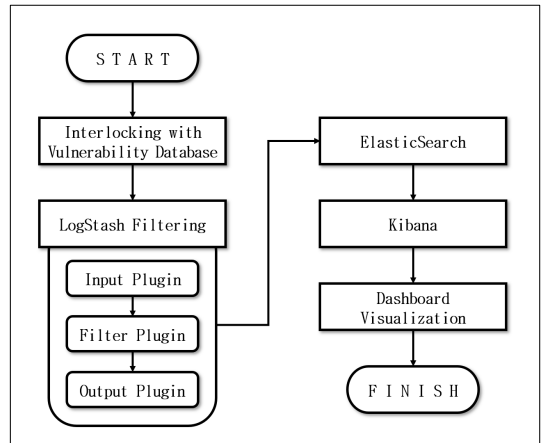 S T A R T
Interlocking with
Vulnerability Database
LogStash Filtering
Input Plugin
Filter Plugin
Output Plugin
ElasticSearch
Kibana
Dashboard
Visualization
F I N I S H